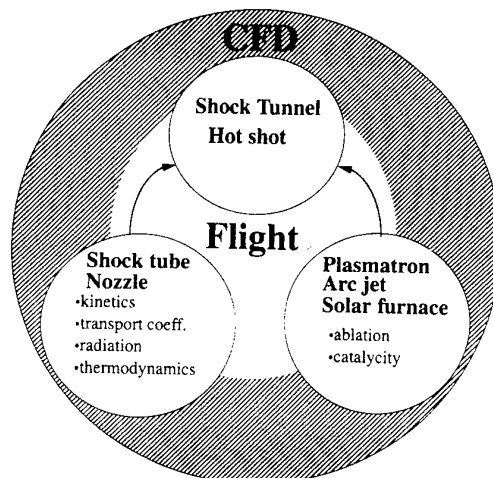 CFD
Shock Tunnel
Hot shot
Flight
Shock tube
Nozzle
•kinetics
•transport coeff.
•radiation
•thermodynamics
Plasmatron
Arc jet
Solar furnace
•ablation
•catalycity